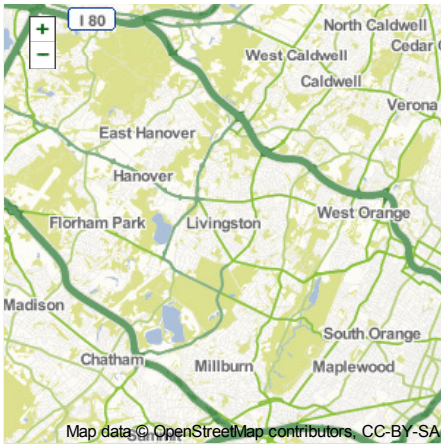 I 80
North Caldwell
+
−
West Caldwell
Cedar G
Caldwell
Verona
East Hanover
Hanover
West Orange
Florham Park
Livingston
Madison
South Orange
Chatham
Millburn
Maplewood
Summit
Map data © OpenStreetMap contributors, CC-BY-SA